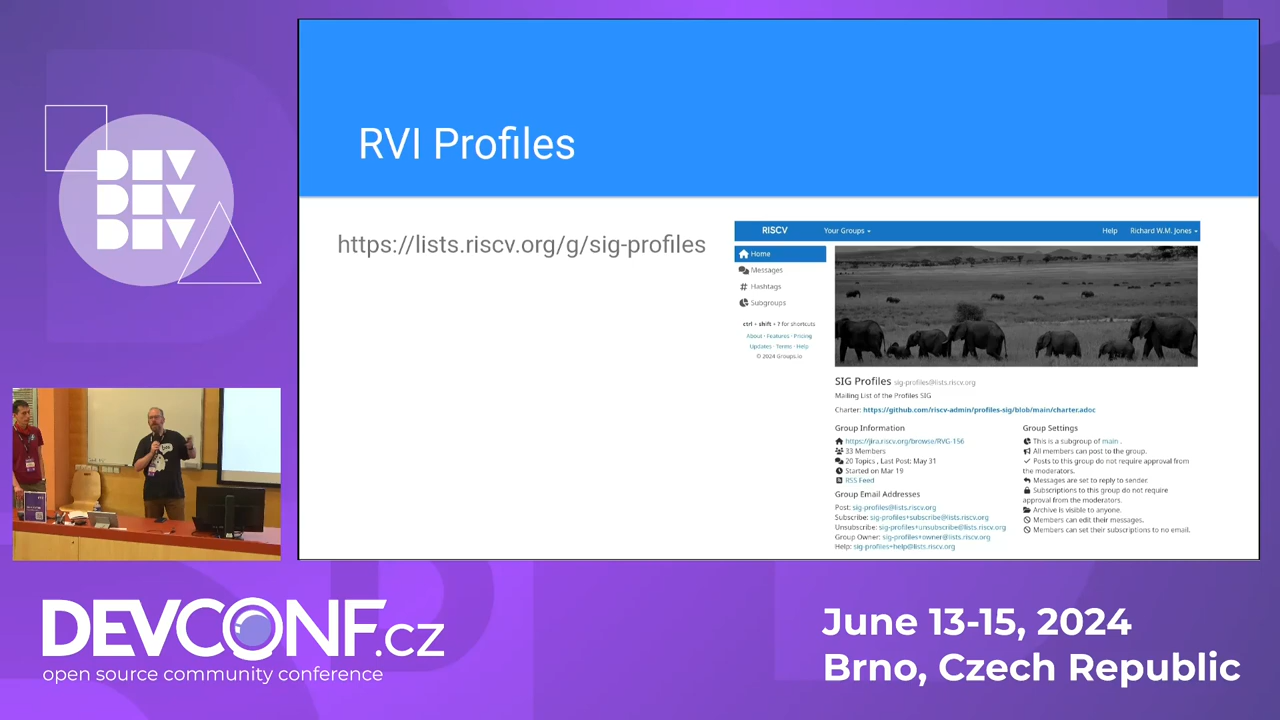 DEV
DEV
DEV
RVI Profiles
https://lists.riscv.org/g/sig-profiles
RISCV
Your Groups
Help
Richard W.M. Jones
Home
Messages
Hashtags
Subgroups
ctrl + shift + ? for shortcuts
About · Features · Pricing
Updates · Terms · Help
© 2024 Groups.io
SIG Profiles sig-profiles@lists.riscv.org
Mailing List of the Profiles SIG
Charter: https://github.com/riscv-admin/profiles-sig/blob/main/charter.adoc
Group Information
https://jira.riscv.org/browse/RVG-156
33 Members
20 Topics , Last Post: May 31
Started on Mar 19
RSS Feed
Group Email Addresses
Post: sig-profiles@lists.riscv.org
Subscribe: sig-profiles+subscribe@lists.riscv.org
Unsubscribe: sig-profiles+unsubscribe@lists.riscv.org
Group Owner: sig-profiles+owner@lists.riscv.org
Help: sig-profiles+help@lists.riscv.org
Group Settings
This is a subgroup of main .
All members can post to the group.
Posts to this group do not require approval from
the moderators.
Messages are set to reply to sender.
Subscriptions to this group do not require
approval from the moderators.
Archive is visible to anyone.
Members can edit their messages.
Members can set their subscriptions to no email.
DEVCONF.cz
open source community conference
June 13-15, 2024
Brno, Czech Republic